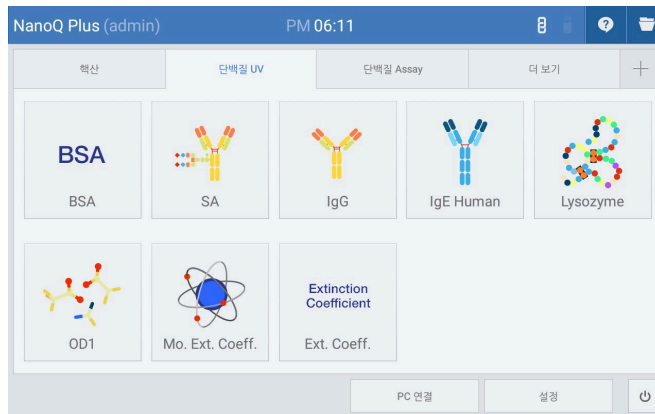 NanoQ Plus (admin) PM 06:11
핵산 단백질 UV 단백질 Assay 더 보기
BSA
BSA SA IgG IgE Human Lysozyme
Extinction
Coefficient
OD1 Mo. Ext. Coeff. Ext. Coeff.
PC 연결 설정